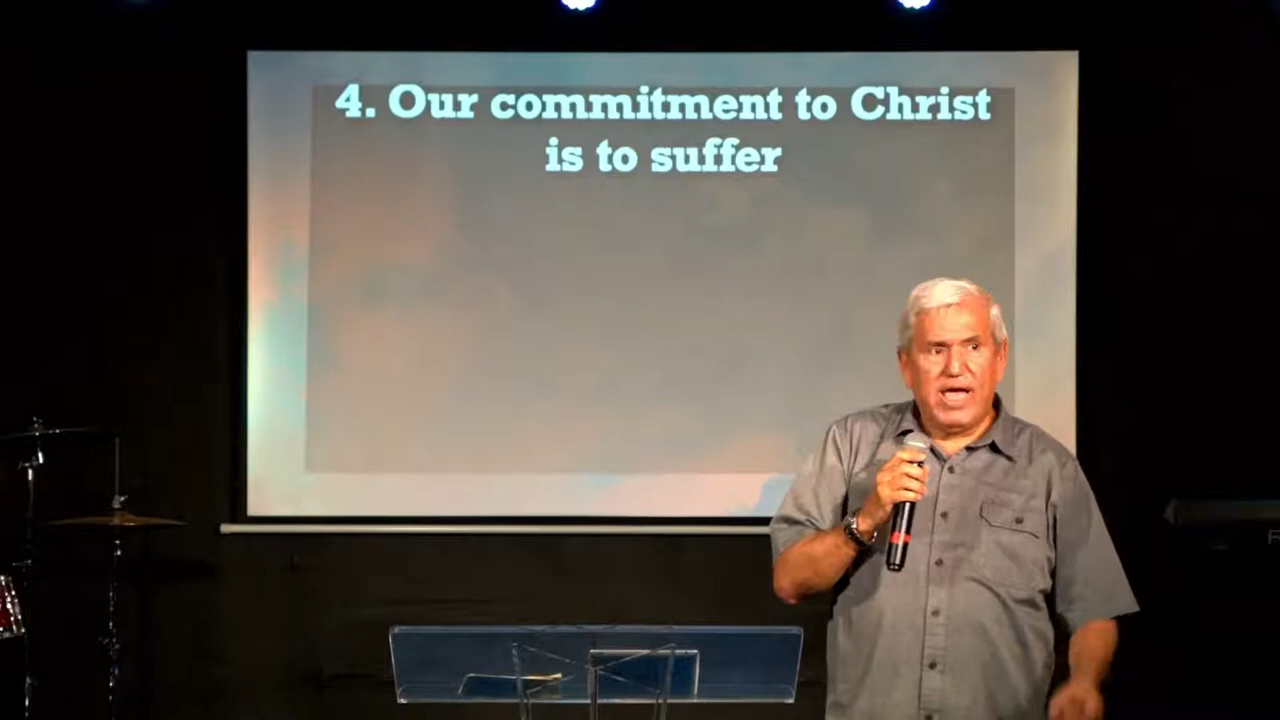 4. Our commitment to Christ
is to suffer